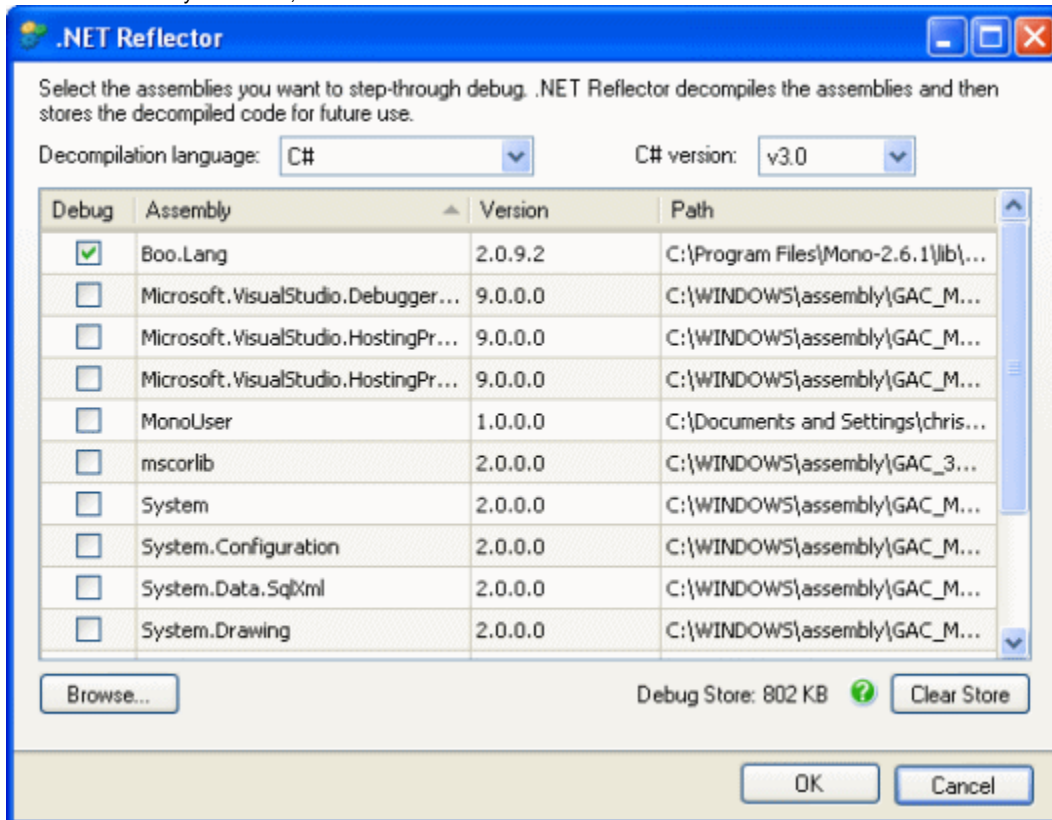 .NET Reflector
Select the assemblies you want to step-through debug. .NET Reflector decompiles the assemblies and then
stores the decompiled code for future use.
Decompilation language: C# C# version: v3.0
Debug Assembly Version Path
Boo.Lang 2.0.9.2 C:\Program Files\Mono-2.6.1\lib\...
Microsoft.VisualStudio.Debugger... 9.0.0.0 C:\WINDOWS\assembly\GAC_M...
Microsoft.VisualStudio.HostingPr... 9.0.0.0 C:\WINDOWS\assembly\GAC_M...
Microsoft.VisualStudio.HostingPr... 9.0.0.0 C:\WINDOWS\assembly\GAC_M...
MonoUser 1.0.0.0 C:\Documents and Settings\chris...
mscorlib 2.0.0.0 C:\WINDOWS\assembly\GAC_3...
System 2.0.0.0 C:\WINDOWS\assembly\GAC_M...
System.Configuration 2.0.0.0 C:\WINDOWS\assembly\GAC_M...
System.Data.SqlXml 2.0.0.0 C:\WINDOWS\assembly\GAC_M...
System.Drawing 2.0.0.0 C:\WINDOWS\assembly\GAC_M...
Browse... Debug Store: 802 KB ? Clear Store
OK Cancel